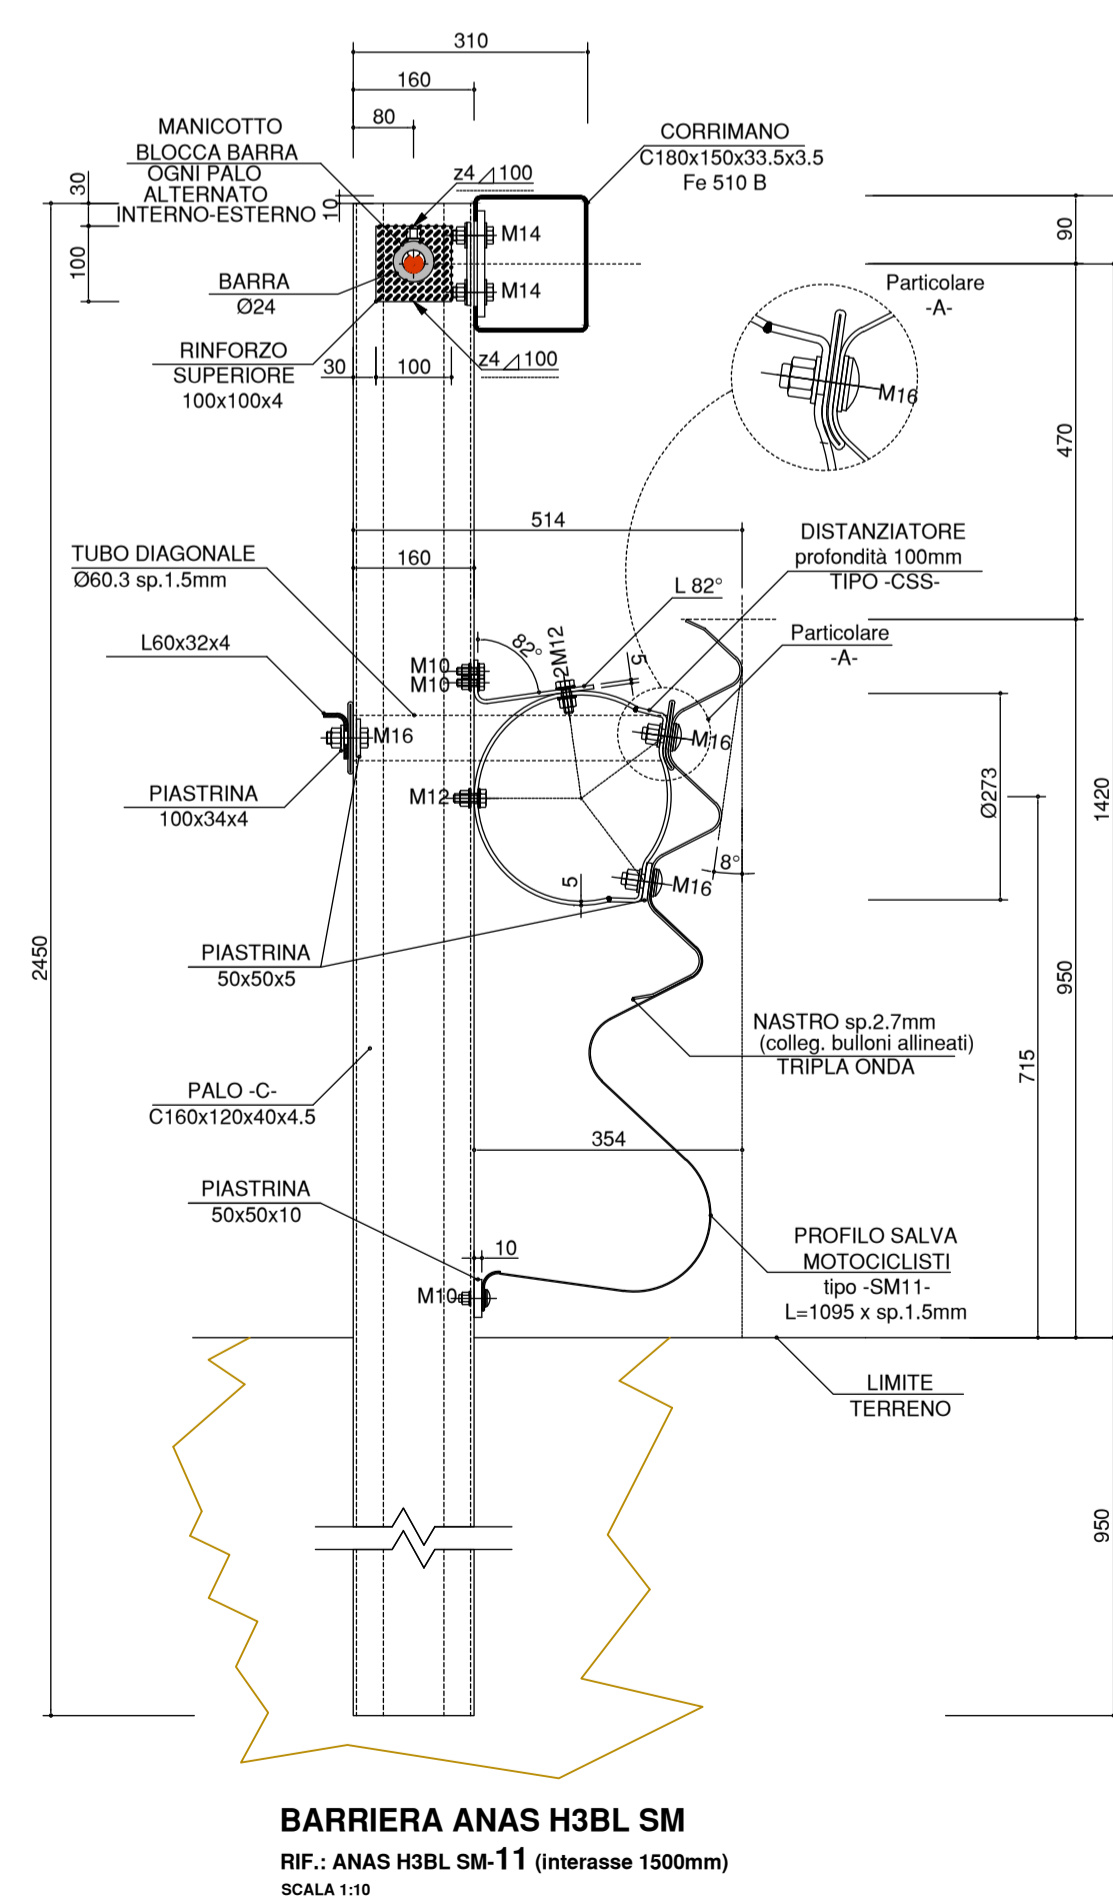 310
160
80
MANICOTTO
BLOCCA BARRA
OGNI PALO
ALTERNATO
INTERNO-ESTERNO
30
10
100
z4 100
CORRIMANO
C180x150x33.5x3.5
Fe 510 B
M14
M14
90
BARRA
Ø24
Particolare
-A-
RINFORZO
SUPERIORE
100x100x4
30
100
z4 100
M16
470
514
160
TUBO DIAGONALE
Ø60.3 sp.1.5mm
DISTANZIATORE
profondità 100mm
TIPO -CSS-
L 82°
L60x32x4
M10
M10
82°
2M12
5
Particolare
-A-
M16
M16
PIASTRINA
100x34x4
M12
Ø273
1420
8°
5
M16
2450
PIASTRINA
50x50x5
950
NASTRO sp.2.7mm
(colleg. bulloni allineati)
TRIPLA ONDA
715
PALO -C-
C160x120x40x4.5
354
PIASTRINA
50x50x10
10
M10
PROFILO SALVA
MOTOCICLISTI
tipo -SM11-
L=1095 x sp.1.5mm
LIMITE
TERRENO
950
BARRIERA ANAS H3BL SM
RIF.: ANAS H3BL SM-11 (interasse 1500mm)
SCALA 1:10